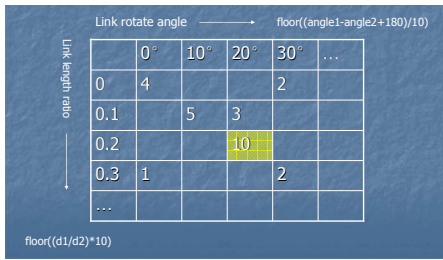 Link rotate angle floor((angle1-angle2+180)/10)
Link length ratio
0° 10° 20° 30° ...
0 4 2
0.1 5 3
0.2 10
0.3 1 2
...
floor((d1/d2)*10)